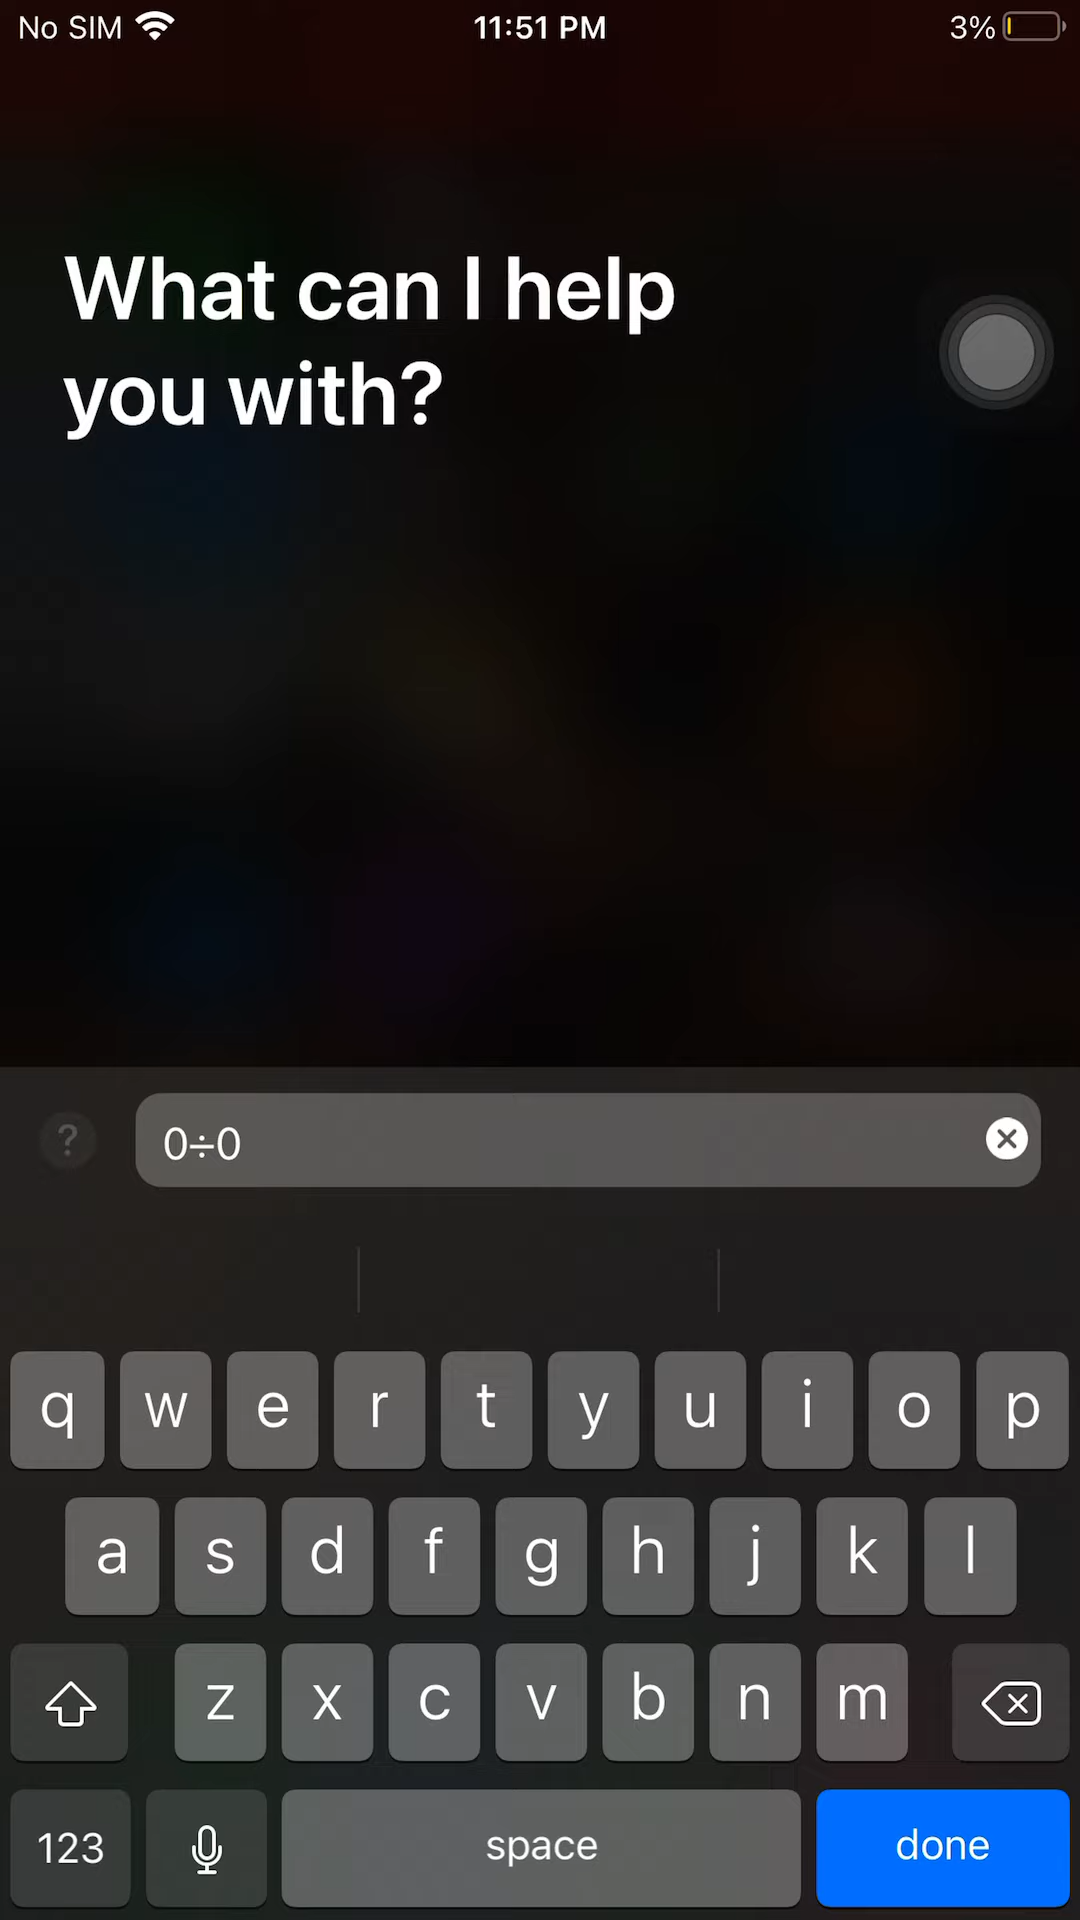 No SIM 11:51 PM 3%
What can I help
you with?
? 0÷0
q w e r t y u i o p
a s d f g h j k l
z x c v b n m
123 space done